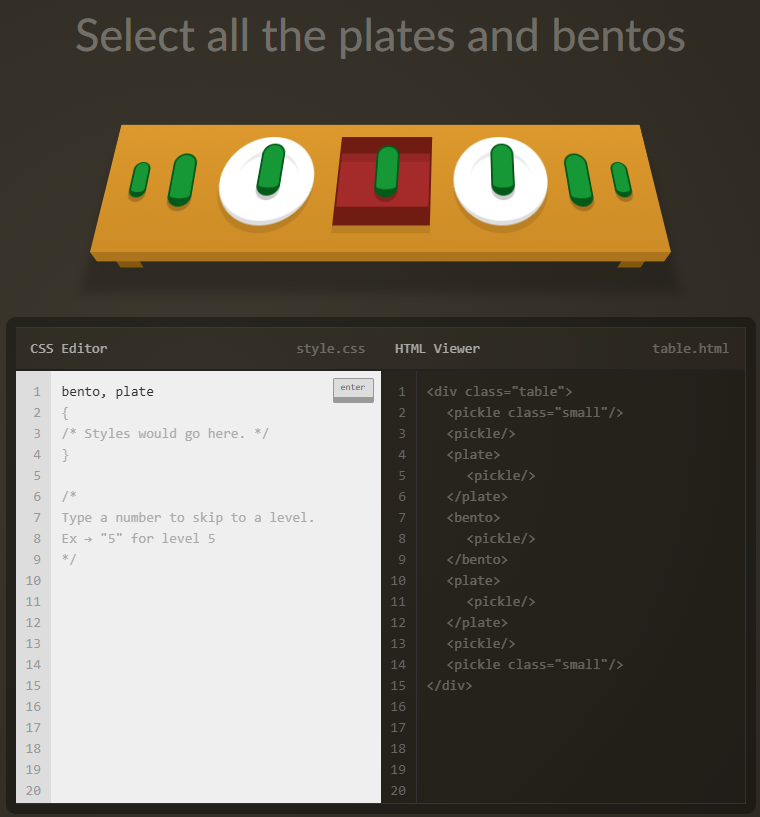 Select all the plates and bentos
CSS Editor
style.css
1 bento, plate
enter
2 {
3 /* Styles would go here. */
4 }
5
6 /*
7 Type a number to skip to a level.
8 Ex → "5" for level 5
9 */
10
11
12
13
14
15
16
17
18
19
20
HTML Viewer
table.html
1 <div class="table">
2 <pickle class="small"/>
3 <pickle/>
4 <plate>
5 <pickle/>
6 </plate>
7 <bento>
8 <pickle/>
9 </bento>
10 <plate>
11 <pickle/>
12 </plate>
13 <pickle/>
14 <pickle class="small"/>
15 </div>
16
17
18
19
20